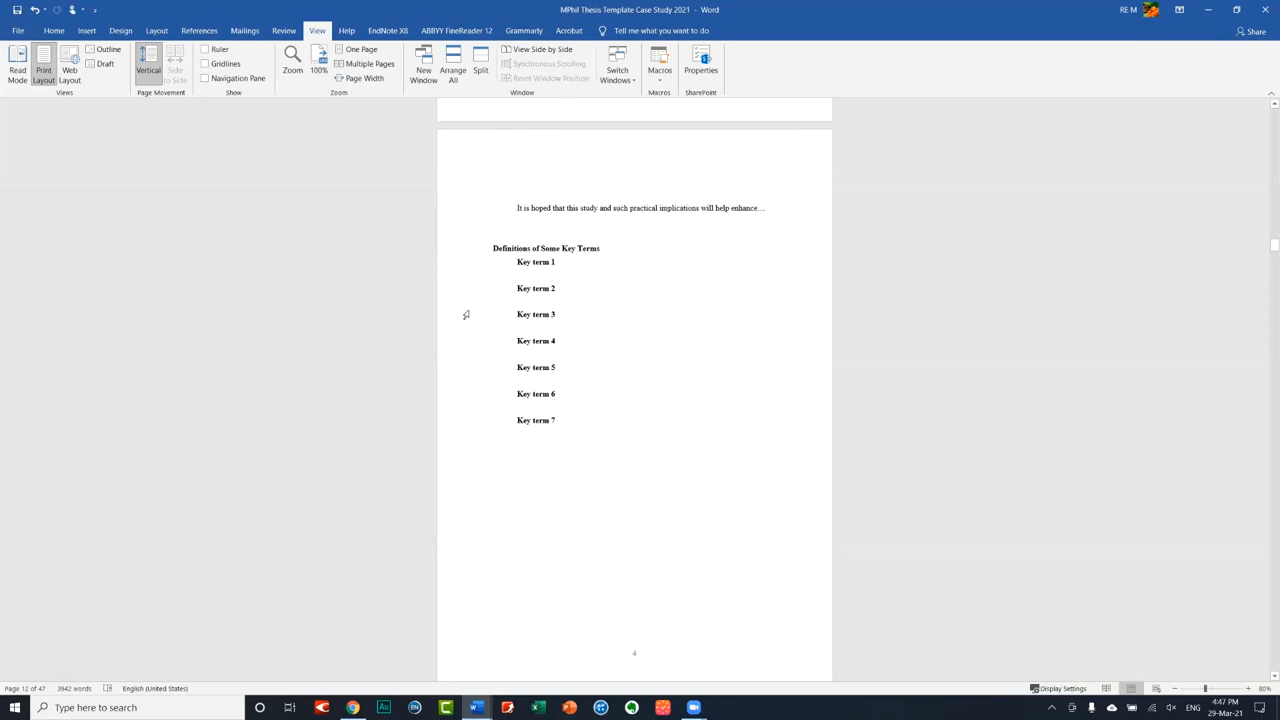 MPhil Thesis Template Case Study 2021 - Word
RE M
File Home Insert Design Layout References Mailings Review View Help EndNote X8 ABBYY FineReader 12 Grammarly Acrobat Tell me what you want to do
Share
Read Mode
Print Layout
Web Layout
Outline
Draft
Views
Vertical
Side to Side
Page Movement
Ruler
Gridlines
Navigation Pane
Show
Zoom
100%
One Page
Multiple Pages
Page Width
Zoom
New Window
Arrange All
Split
View Side by Side
Synchronous Scrolling
Reset Window Position
Window
Switch Windows
Macros
Macros
Properties
SharePoint
It is hoped that this study and such practical implications will help enhance…
Definitions of Some Key Terms
Key term 1
Key term 2
Key term 3
Key term 4
Key term 5
Key term 6
Key term 7
4
Page 12 of 47 3942 words English (United States)
Display Settings
80%
Type here to search
Au
EN
4:47 PM
29-Mar-21